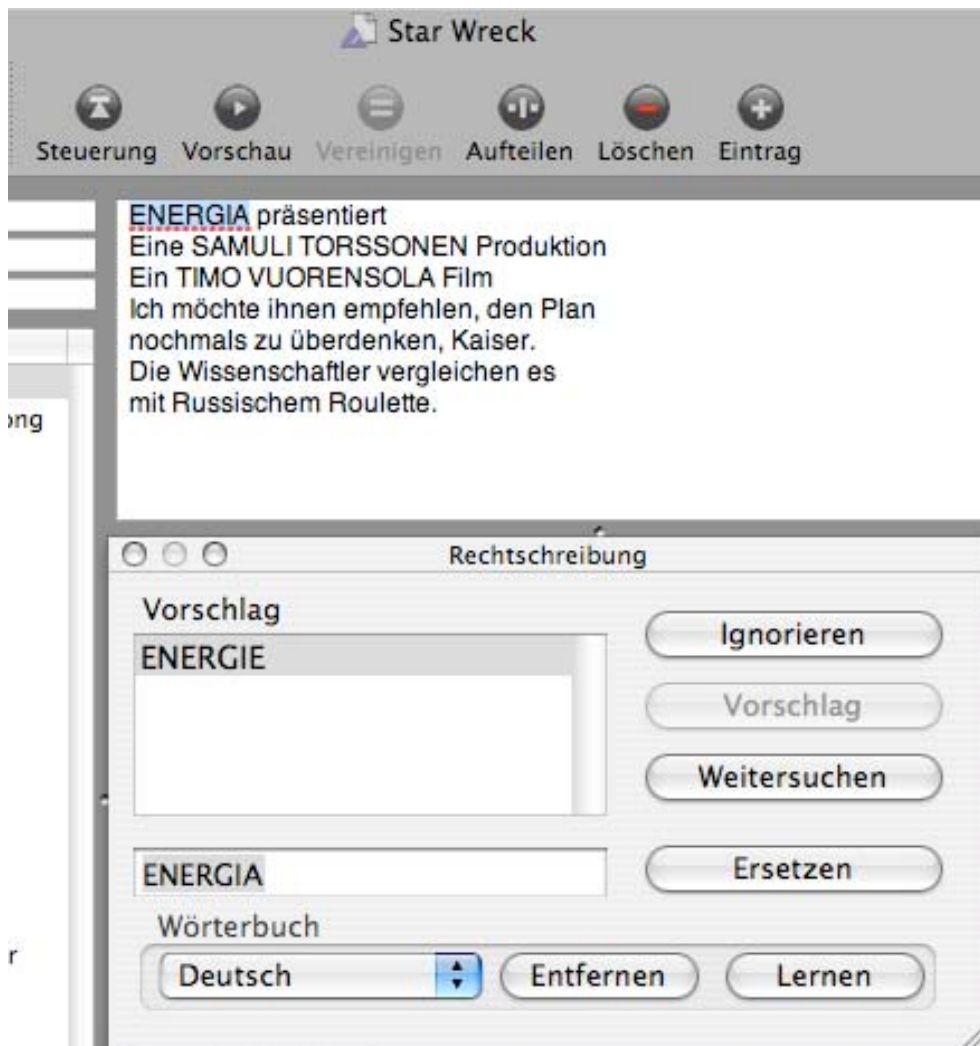 Star Wreck
Steuerung Vorschau Vereinigen Aufteilen Löschen Eintrag
ENERGIA präsentiert
Eine SAMULI TORSSONEN Produktion
Ein TIMO VUORENSOLA Film
Ich möchte ihnen empfehlen, den Plan
nochmals zu überdenken, Kaiser.
Die Wissenschaftler vergleichen es
mit Russischem Roulette.
ong
r
Rechtschreibung
Vorschlag
ENERGIE
Ignorieren
Vorschlag
Weitersuchen
ENERGIA
Ersetzen
Wörterbuch
Deutsch Entfernen Lernen